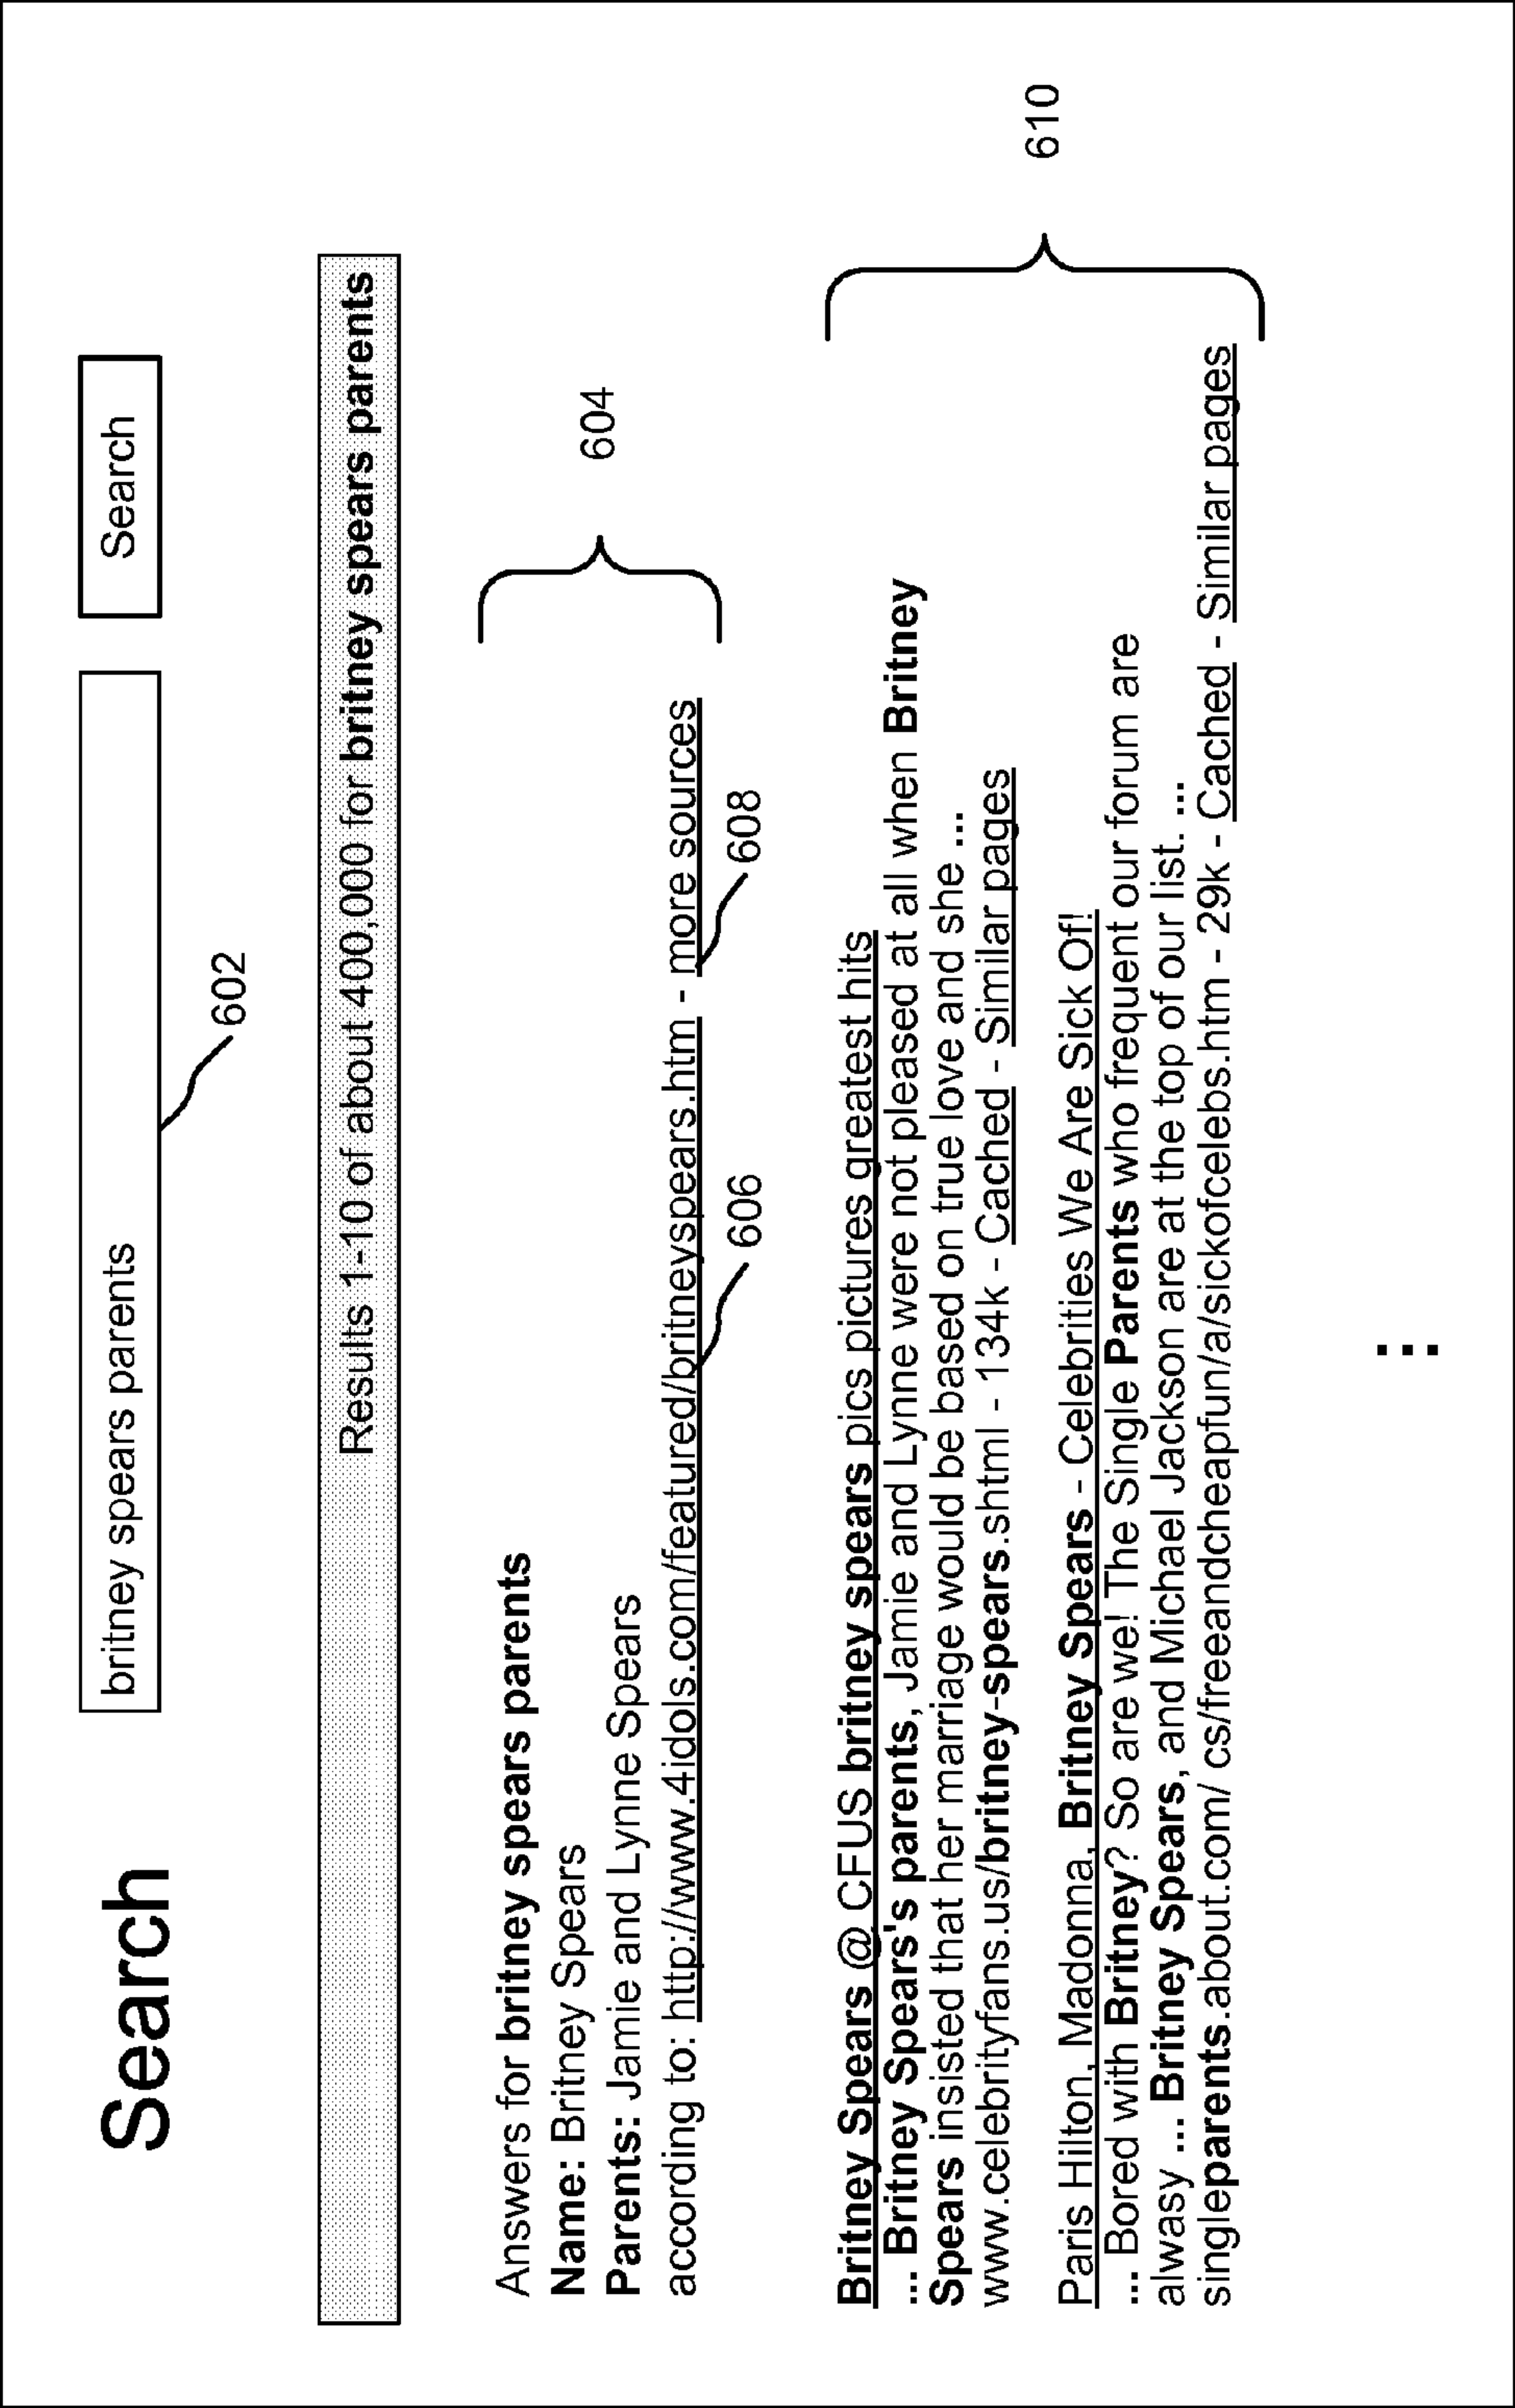 Search
britney spears parents
Search
602
Results 1-10 of about 400,000 for britney spears parents
Answers for britney spears parents
Name: Britney Spears
Parents: Jamie and Lynne Spears
according to: http://www.4idols.com/featured/britneyspears.htm - more sources
604
606
608
Britney Spears @ CFUS britney spears pics pictures greatest hits
... Britney Spears's parents, Jamie and Lynne were not pleased at all when Britney
Spears insisted that her marriage would be based on true love and she ...
www.celebrityfans.us/britney-spears.shtml - 134k - Cached - Similar pages
Paris Hilton, Madonna, Britney Spears - Celebrities We Are Sick Of!
... Bored with Britney? So are we! The Single Parents who frequent our forum are
alwasy ... Britney Spears, and Michael Jackson are at the top of our list. ...
singleparents.about.com/ cs/freeandcheapfun/a/sickofcelebs.htm - 29k - Cached - Similar pages
610
...